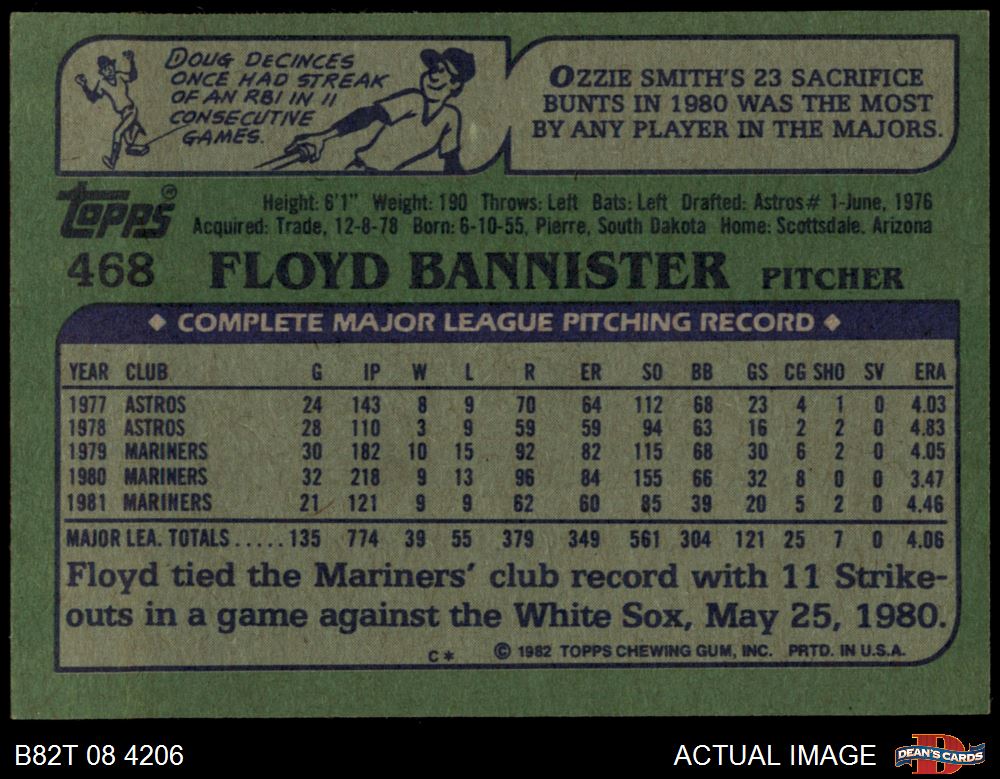 DOUG DECINCES
ONCE HAD STREAK
OF AN RBI IN 11
CONSECUTIVE
GAMES.
OZZIE SMITH'S 23 SACRIFICE
BUNTS IN 1980 WAS THE MOST
BY ANY PLAYER IN THE MAJORS.
topps®
Height: 6'1" Weight: 190 Throws: Left Bats: Left Drafted: Astros# 1-June, 1976
Acquired: Trade, 12-8-78 Born: 6-10-55, Pierre, South Dakota Home: Scottsdale, Arizona
468 FLOYD BANNISTER PITCHER
◆ COMPLETE MAJOR LEAGUE PITCHING RECORD ◆
YEAR CLUB G IP W L R ER SO BB GS CG SHO SV ERA
1977 ASTROS 24 143 8 9 70 64 112 68 23 4 1 0 4.03
1978 ASTROS 28 110 3 9 59 59 94 63 16 2 2 0 4.83
1979 MARINERS 30 182 10 15 92 82 115 68 30 6 2 0 4.05
1980 MARINERS 32 218 9 13 96 84 155 66 32 8 0 0 3.47
1981 MARINERS 21 121 9 9 62 60 85 39 20 5 2 0 4.46
MAJOR LEA. TOTALS.....135 774 39 55 379 349 561 304 121 25 7 0 4.06
Floyd tied the Mariners' club record with 11 Strike-
outs in a game against the White Sox, May 25, 1980.
C* © 1982 TOPPS CHEWING GUM, INC. PRTD. IN U.S.A.
B82T 08 4206 ACTUAL IMAGE DEAN'S CARDS